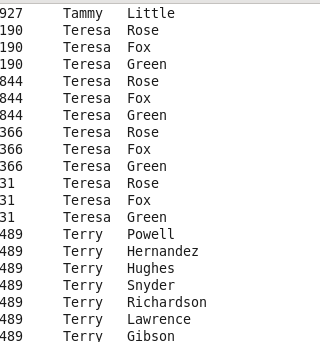 927 Tammy Little
190 Teresa Rose
190 Teresa Fox
190 Teresa Green
844 Teresa Rose
844 Teresa Fox
844 Teresa Green
366 Teresa Rose
366 Teresa Fox
366 Teresa Green
31 Teresa Rose
31 Teresa Fox
31 Teresa Green
489 Terry Powell
489 Terry Hernandez
489 Terry Hughes
489 Terry Snyder
489 Terry Richardson
489 Terry Lawrence
489 Terry Gibson